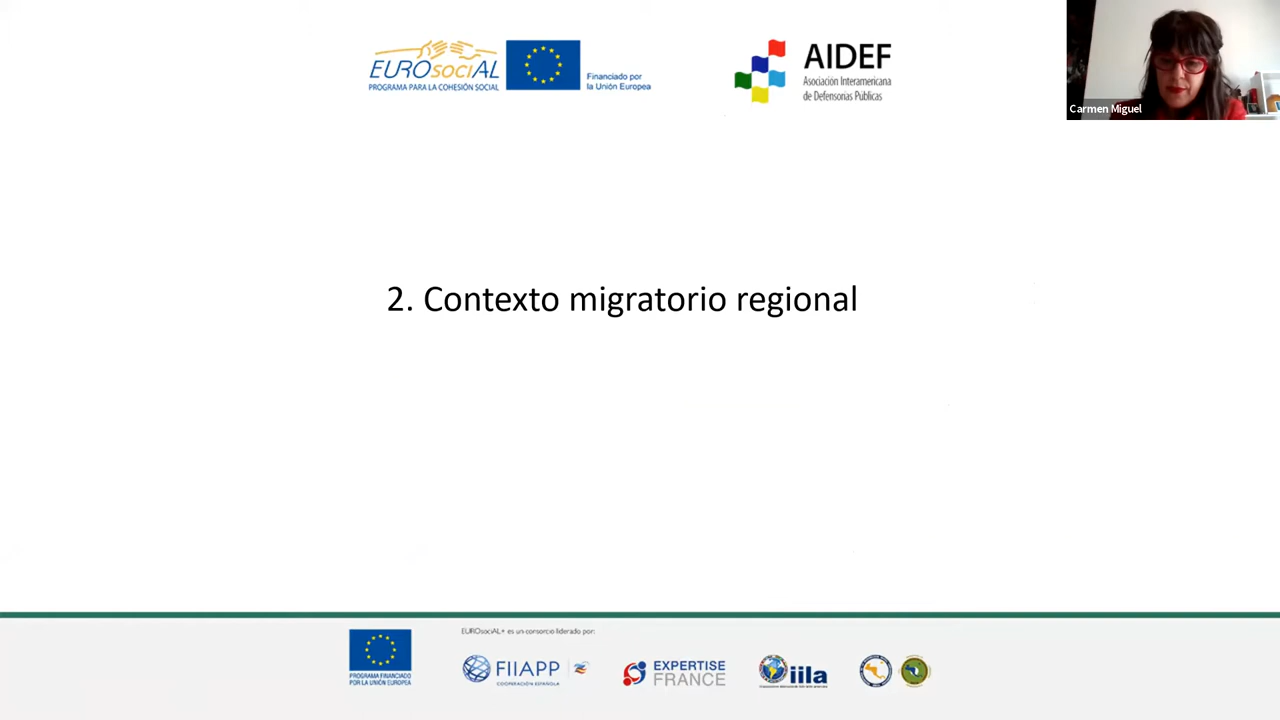 EUROsociAL
PROGRAMA PARA LA COHESIÓN SOCIAL
Financiado por
la Unión Europea
AIDEF
Asociación Interamericana
de Defensorías Públicas
Carmen Miguel
2. Contexto migratorio regional
PROGRAMA FINANCIADO
POR LA UNIÓN EUROPEA
EUROsociAL+ es un consorcio liderado por:
FIIAPP
COOPERACIÓN ESPAÑOLA
EXPERTISE
FRANCE
iila